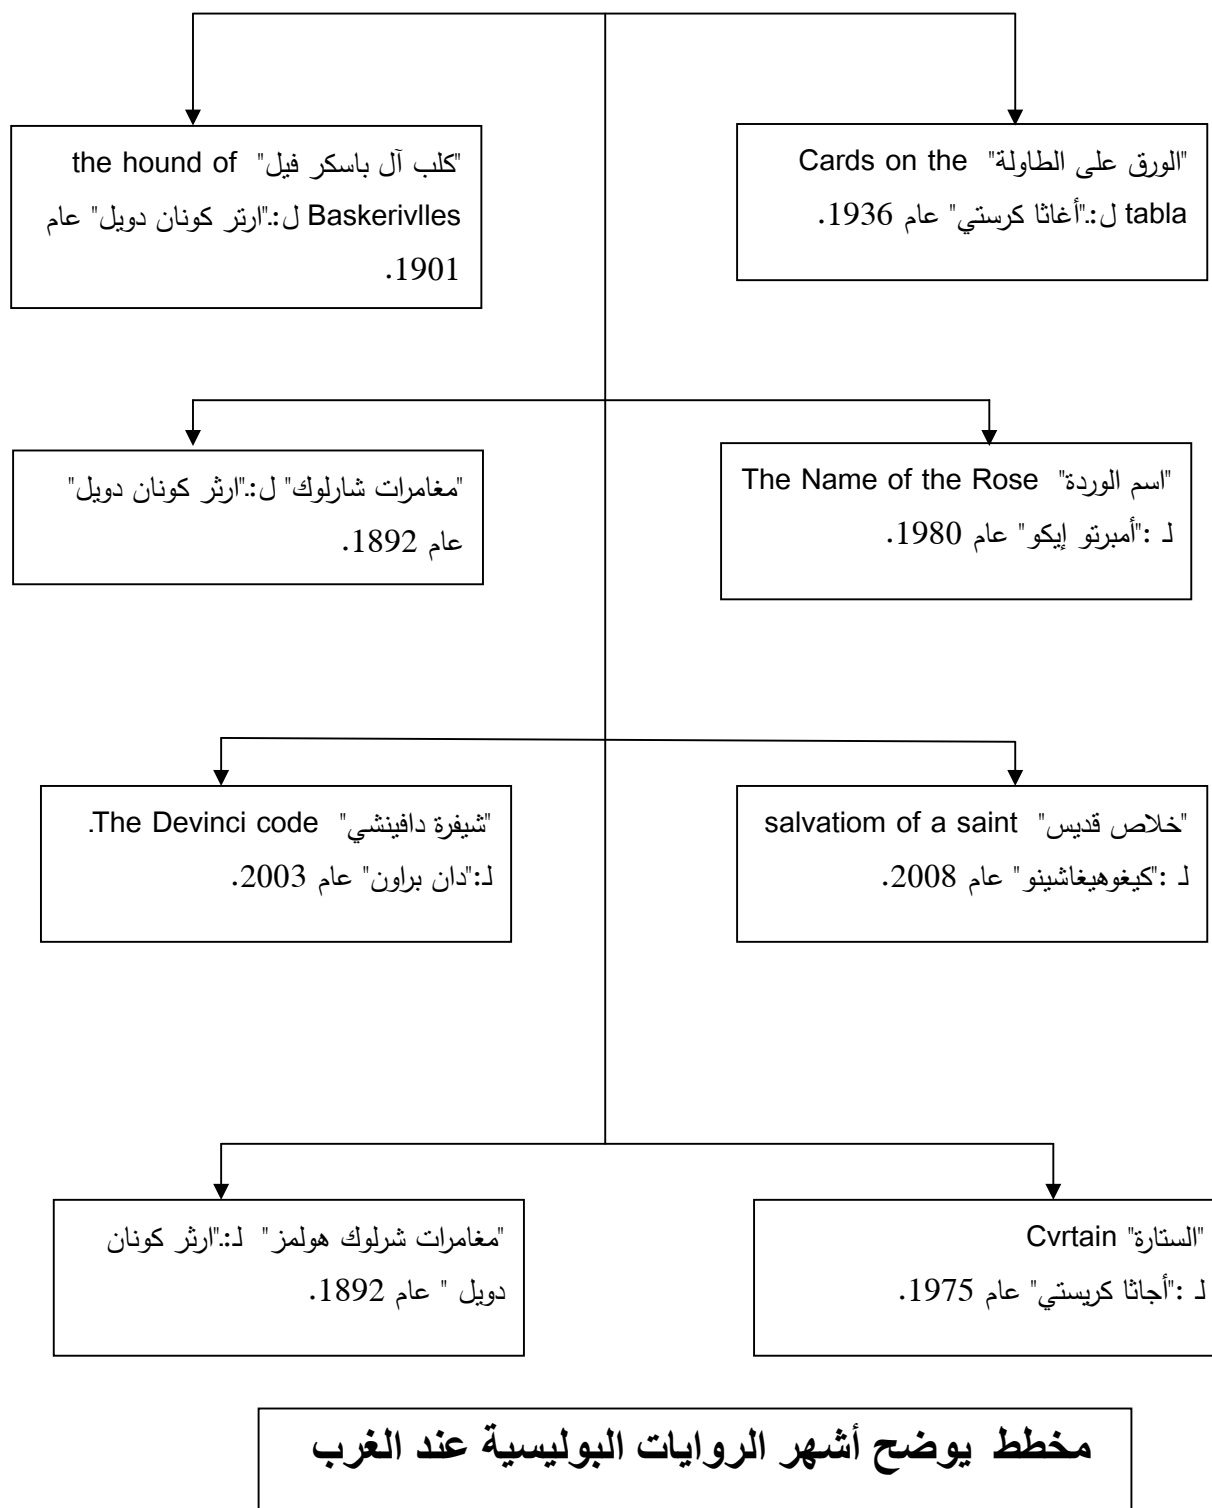 "الورق على الطاولة" Cards on the
tabla ل:."أغاثا كرستي" عام 1936.
"كلب آل باسكر فيل" the hound of
Baskerivlles ل:."ارتر كونان دويل" عام
1901.
"اسم الوردة" The Name of the Rose
لـ :"أمبرتو إيكو" عام 1980.
"مغامرات شارلوك" ل:."ارثر كونان دويل"
عام 1892.
"خلاص قديس" salvatiom of a saint
لـ :"كيغوهيغاشينو" عام 2008.
"شيفرة دافينشي" The Devinci code.
لـ:"دان براون" عام 2003.
"الستارة" Cvrtain
لـ :"أجاثا كريستي" عام 1975.
"مغامرات شرلوك هولمز" لـ:."ارثر كونان
دويل " عام 1892.
مخطط يوضح أشهر الروايات البوليسية عند الغرب